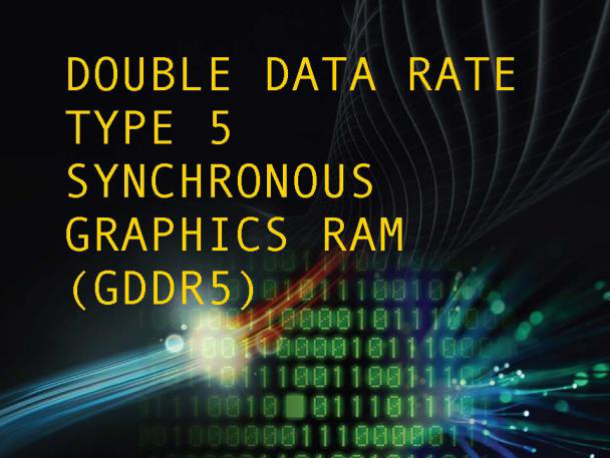 DOUBLE DATA RATE
TYPE 5
SYNCHRONOUS
GRAPHICS RAM
(GDDR5)